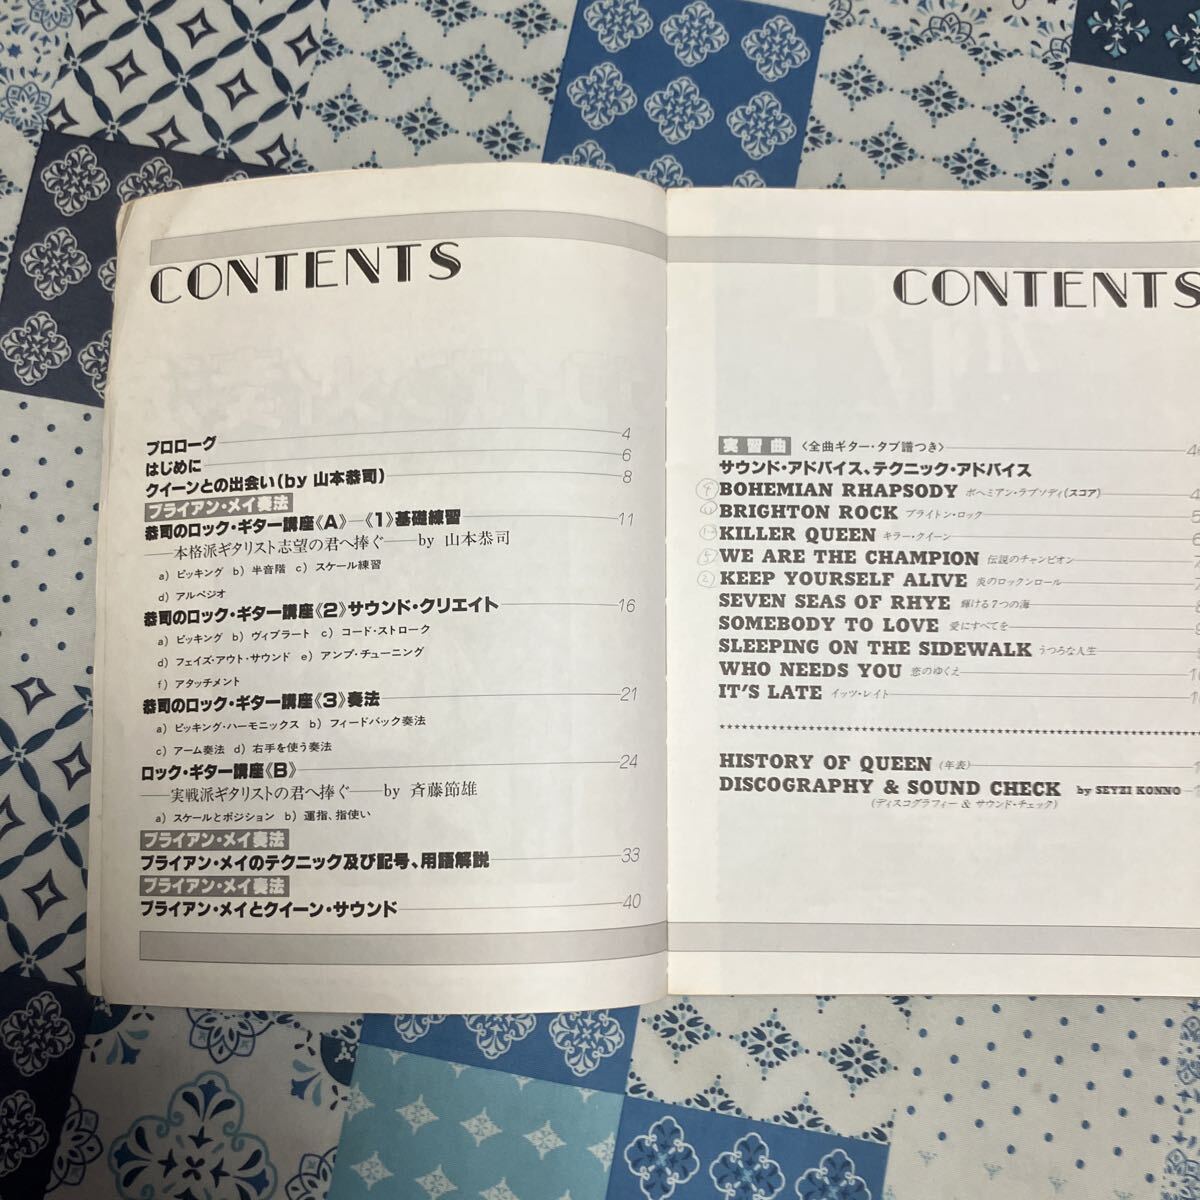 CONTENTS
プロローグ 4
はじめに 6
クイーンとの出会い(by 山本恭司) 8
ブライアン・メイ奏法
恭司のロック・ギター講座《A》―《1》基礎練習 11
――本格派ギタリスト志望の君へ捧ぐ――by 山本恭司
a) ピッキング b) 半音階 c) スケール練習
d) アルペジオ
恭司のロック・ギター講座《2》サウンド・クリエイト 16
a) ピッキング b) ヴィブラート c) コード・ストローク
d) フェイズ・アウト・サウンド e) アンプ・チューニング
f) アタッチメント
恭司のロック・ギター講座《3》奏法 21
a) ピッキング・ハーモニックス b) フィードバック奏法
c) アーム奏法 d) 右手を使う奏法
ロック・ギター講座《B》 24
――実戦派ギタリストの君へ捧ぐ――by 斉藤節雄
a) スケールとポジション b) 運指、指使い
ブライアン・メイ奏法
ブライアン・メイのテクニック及び記号、用語解説 33
ブライアン・メイ奏法
ブライアン・メイとクイーン・サウンド 40
CONTENTS
実習曲 〈全曲ギター・タブ譜つき〉
サウンド・アドバイス、テクニック・アドバイス
④ BOHEMIAN RHAPSODY ボヘミアン・ラプソディ(スコア)
BRIGHTON ROCK ブライトン・ロック
KILLER QUEEN キラー・クイーン
⑤ WE ARE THE CHAMPION 伝説のチャンピオン
② KEEP YOURSELF ALIVE 炎のロックンロール
SEVEN SEAS OF RHYE 輝ける7つの海
SOMEBODY TO LOVE 愛にすべてを
SLEEPING ON THE SIDEWALK うつろな人生
WHO NEEDS YOU 恋のゆくえ
IT'S LATE イッツ・レイト
HISTORY OF QUEEN (年表)
DISCOGRAPHY & SOUND CHECK by SEYZI KONNO
(ディスコグラフィー & サウンド・チェック)